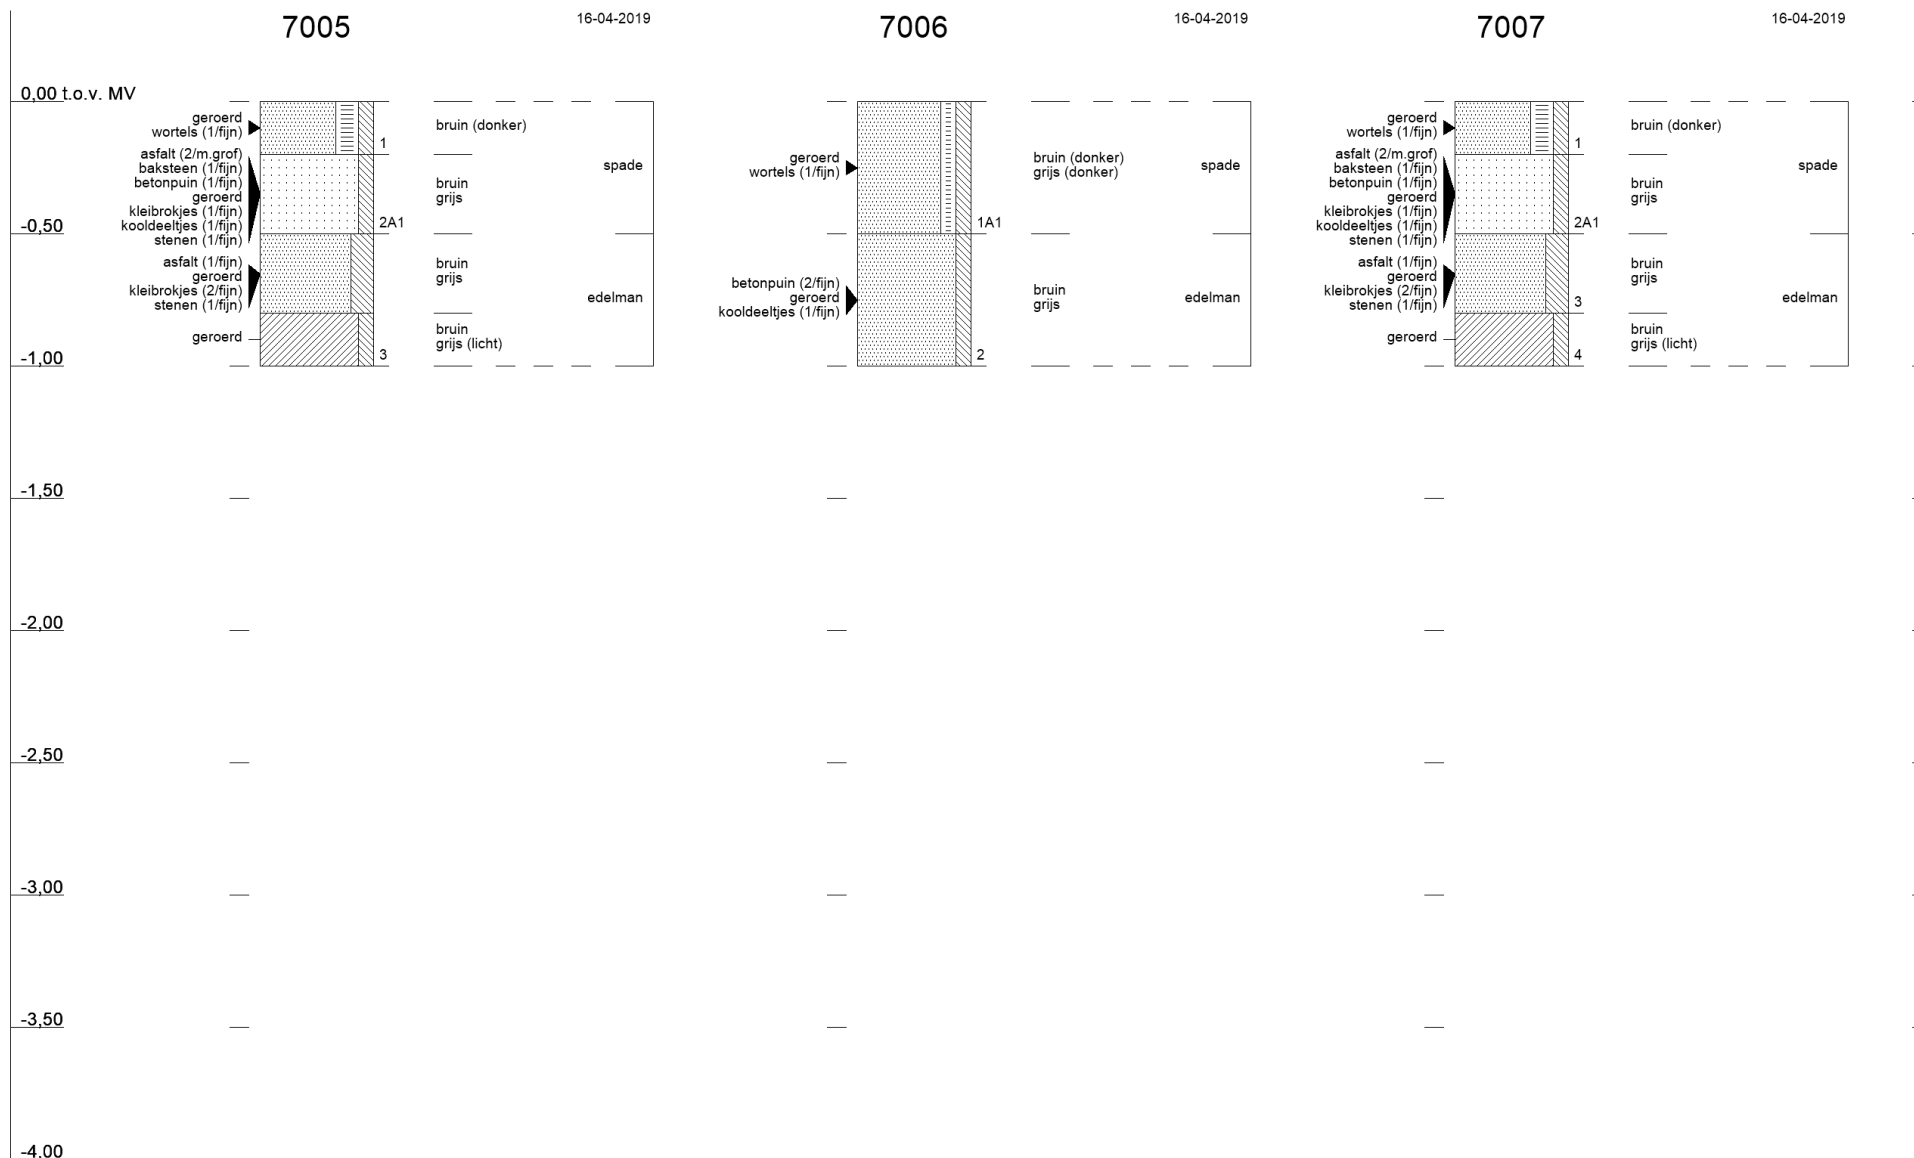 7005
16-04-2019
7006
16-04-2019
7007
16-04-2019
0,00 t.o.v. MV
-0,50
-1,00
-1,50
-2,00
-2,50
-3,00
-3,50
-4,00
geroerd
wortels (1/fijn)
asfalt (2/m.grof)
baksteen (1/fijn)
betonpuin (1/fijn)
geroerd
kleibrokjes (1/fijn)
kooldeeltjes (1/fijn)
stenen (1/fijn)
asfalt (1/fijn)
geroerd
kleibrokjes (2/fijn)
stenen (1/fijn)
geroerd
1
2A1
3
bruin (donker)
bruin
grijs
bruin
grijs
bruin
grijs (licht)
spade
edelman
geroerd
wortels (1/fijn)
betonpuin (2/fijn)
geroerd
kooldeeltjes (1/fijn)
1A1
2
bruin (donker)
grijs (donker)
bruin
grijs
spade
edelman
geroerd
wortels (1/fijn)
asfalt (2/m.grof)
baksteen (1/fijn)
betonpuin (1/fijn)
geroerd
kleibrokjes (1/fijn)
kooldeeltjes (1/fijn)
stenen (1/fijn)
asfalt (1/fijn)
geroerd
kleibrokjes (2/fijn)
stenen (1/fijn)
geroerd
1
2A1
3
4
bruin (donker)
bruin
grijs
bruin
grijs
bruin
grijs (licht)
spade
edelman